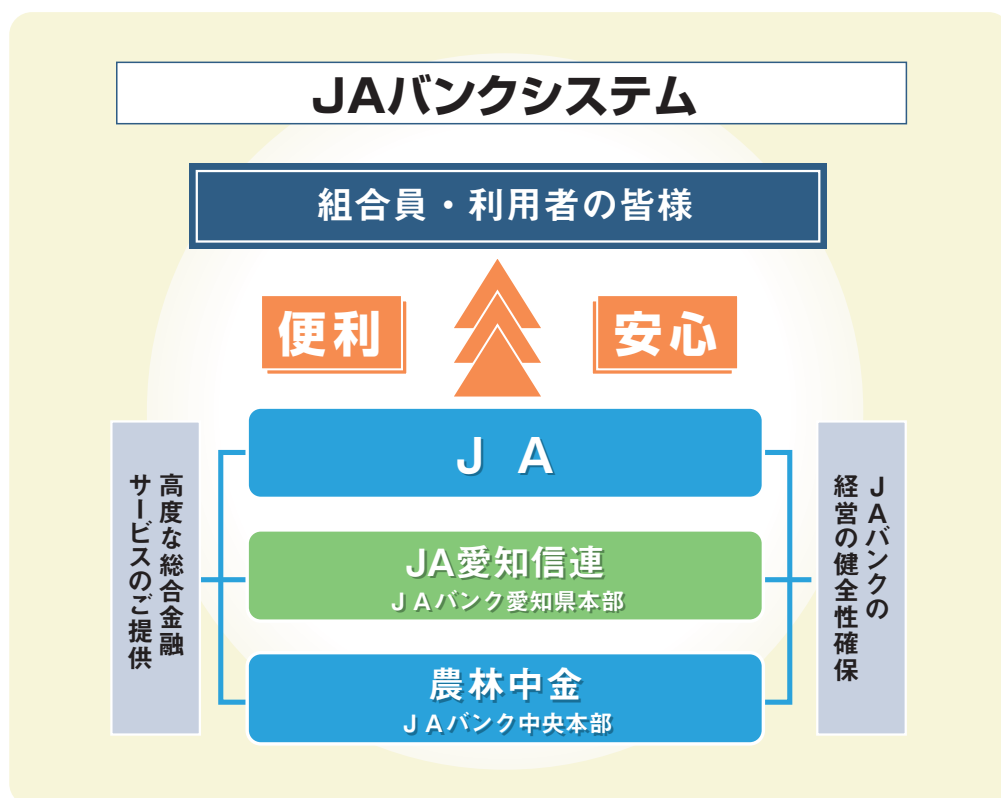 JAバンクシステム
組合員・利用者の皆様
便利
安心
JA
JA愛知信連
JAバンク愛知県本部
農林中金
JAバンク中央本部
高度な総合金融
サービスのご提供
JAバンクの
経営の健全性確保